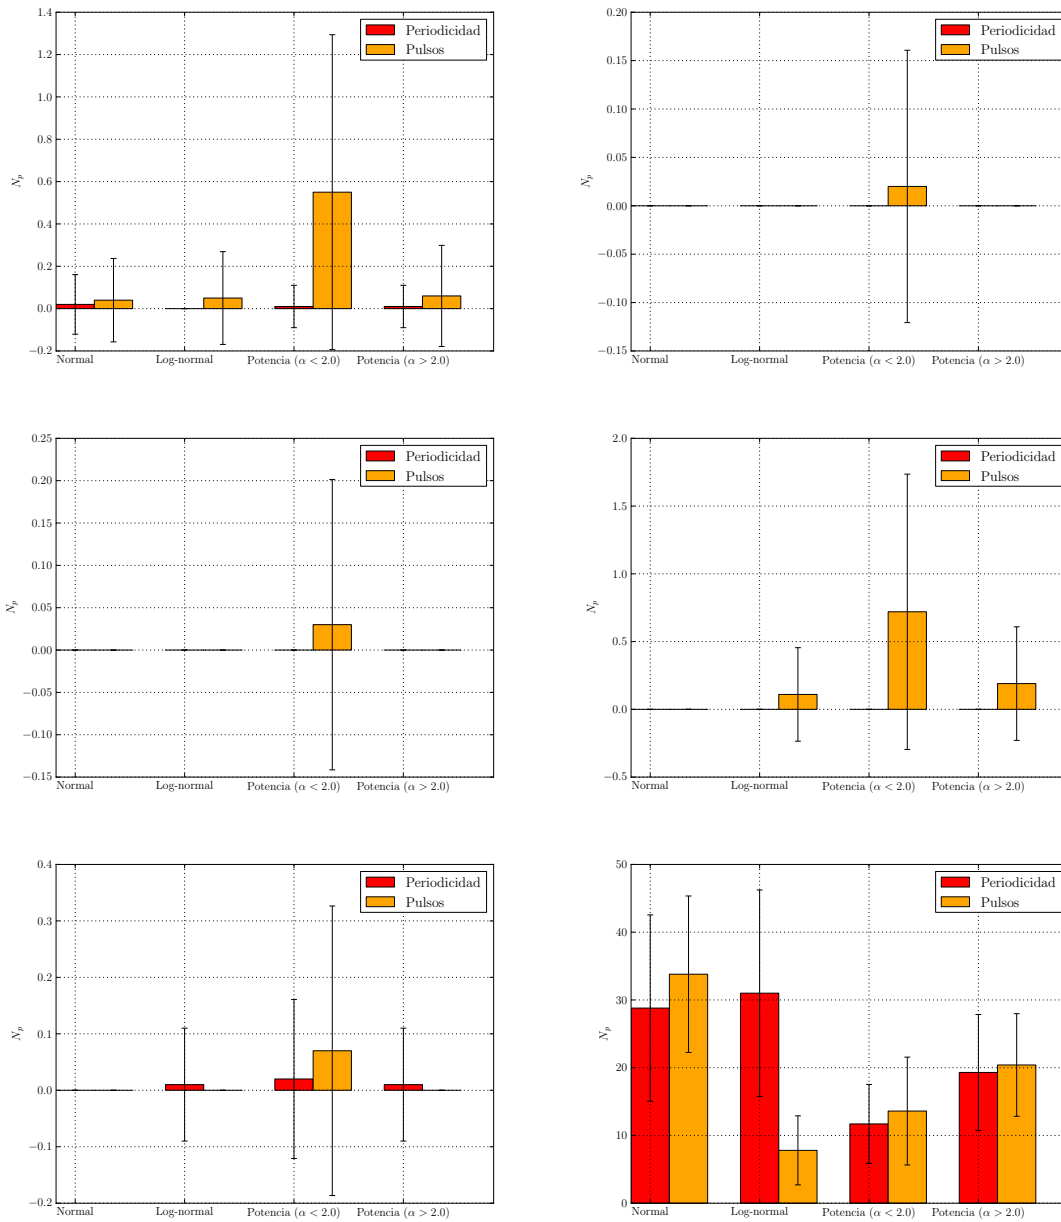 1.4
1.2
1.0
0.8
0.6
0.4
0.2
0.0
−0.2
N_p
Periodicidad
Pulsos
Normal Log-normal Potencia (α < 2.0) Potencia (α > 2.0)
0.20
0.15
0.10
0.05
0.00
−0.05
−0.10
−0.15
N_p
Periodicidad
Pulsos
Normal Log-normal Potencia (α < 2.0) Potencia (α > 2.0)
0.25
0.20
0.15
0.10
0.05
0.00
−0.05
−0.10
−0.15
N_p
Periodicidad
Pulsos
Normal Log-normal Potencia (α < 2.0) Potencia (α > 2.0)
2.0
1.5
1.0
0.5
0.0
−0.5
N_p
Periodicidad
Pulsos
Normal Log-normal Potencia (α < 2.0) Potencia (α > 2.0)
0.4
0.3
0.2
0.1
0.0
−0.1
−0.2
N_p
Periodicidad
Pulsos
Normal Log-normal Potencia (α < 2.0) Potencia (α > 2.0)
50
40
30
20
10
0
N_p
Periodicidad
Pulsos
Normal Log-normal Potencia (α < 2.0) Potencia (α > 2.0)